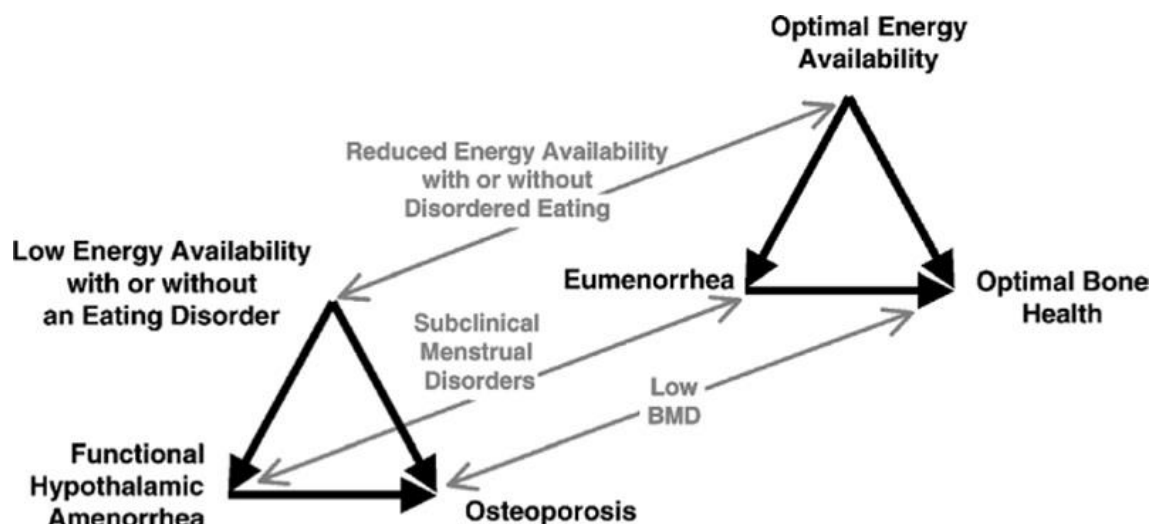 Optimal Energy
Availability
Reduced Energy Availability
with or without
Disordered Eating
Low Energy Availability
with or without
an Eating Disorder
Eumenorrhea
Optimal Bone
Health
Subclinical
Menstrual
Disorders
Low
BMD
Functional
Hypothalamic
Amenorrhea
Osteoporosis